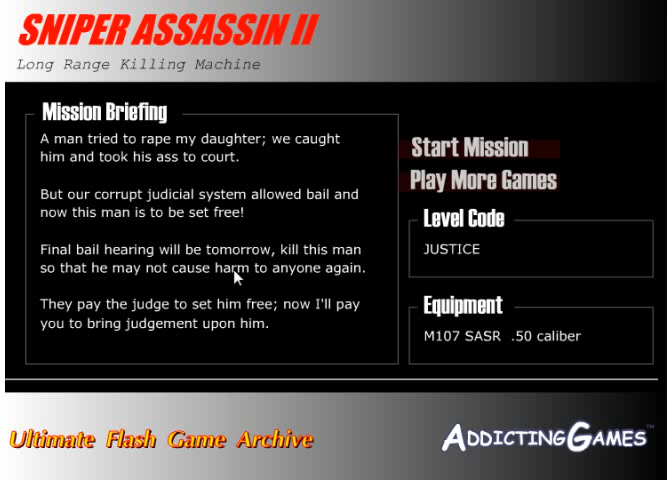 SNIPER ASSASSIN II
Long Range Killing Machine
Mission Briefing
A man tried to rape my daughter; we caught
him and took his ass to court.
But our corrupt judicial system allowed bail and
now this man is to be set free!
Final bail hearing will be tomorrow, kill this man
so that he may not cause harm to anyone again.
They pay the judge to set him free; now I'll pay
you to bring judgement upon him.
Start Mission
Play More Games
Level Code
JUSTICE
Equipment
M107 SASR .50 caliber
Ultimate Flash Game Archive
ADDICTINGGAMES™